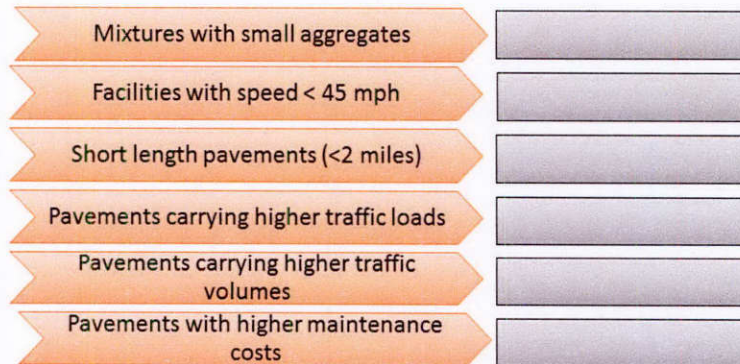 Mixtures with small aggregates
Facilities with speed < 45 mph
Short length pavements (<2 miles)
Pavements carrying higher traffic loads
Pavements carrying higher traffic
volumes
Pavements with higher maintenance
costs